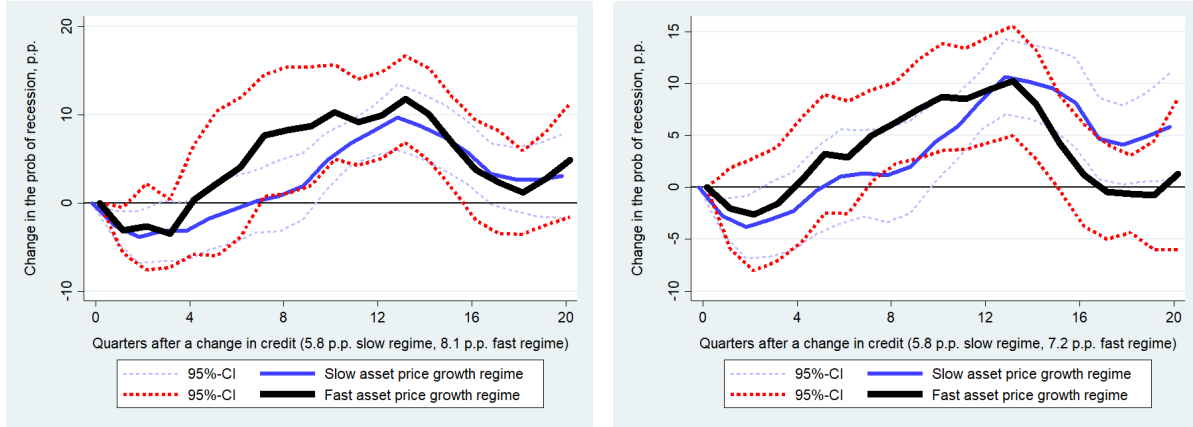 Change in the prob of recession, p.p.
20
10
0
-10
0 4 8 12 16 20
Quarters after a change in credit (5.8 p.p. slow regime, 8.1 p.p. fast regime)
95%-CI Slow asset price growth regime
95%-CI Fast asset price growth regime
Change in the prob of recession, p.p.
15
10
5
0
-5
-10
0 4 8 12 16 20
Quarters after a change in credit (5.8 p.p. slow regime, 7.2 p.p. fast regime)
95%-CI Slow asset price growth regime
95%-CI Fast asset price growth regime